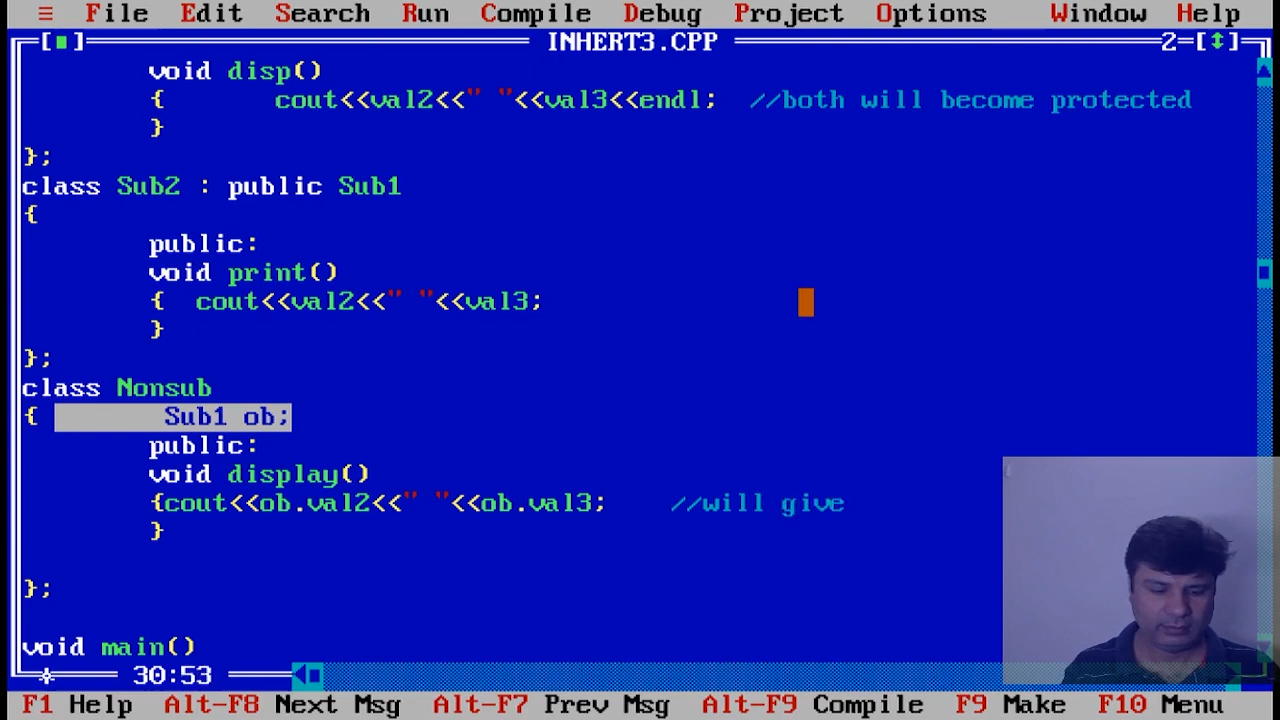 ≡ File Edit Search Run Compile Debug Project Options Window Help
[■] INHERT3.CPP 2=[↕]
void disp()
{ cout<<val2<<" "<<val3<<endl; //both will become protected
}
};
class Sub2 : public Sub1
{
public:
void print()
{ cout<<val2<<" "<<val3;
}
};
class Nonsub
{ Sub1 ob;
public:
void display()
{cout<<ob.val2<<" "<<ob.val3; //will give
}
};
void main()
30:53
F1 Help Alt-F8 Next Msg Alt-F7 Prev Msg Alt-F9 Compile F9 Make F10 Menu